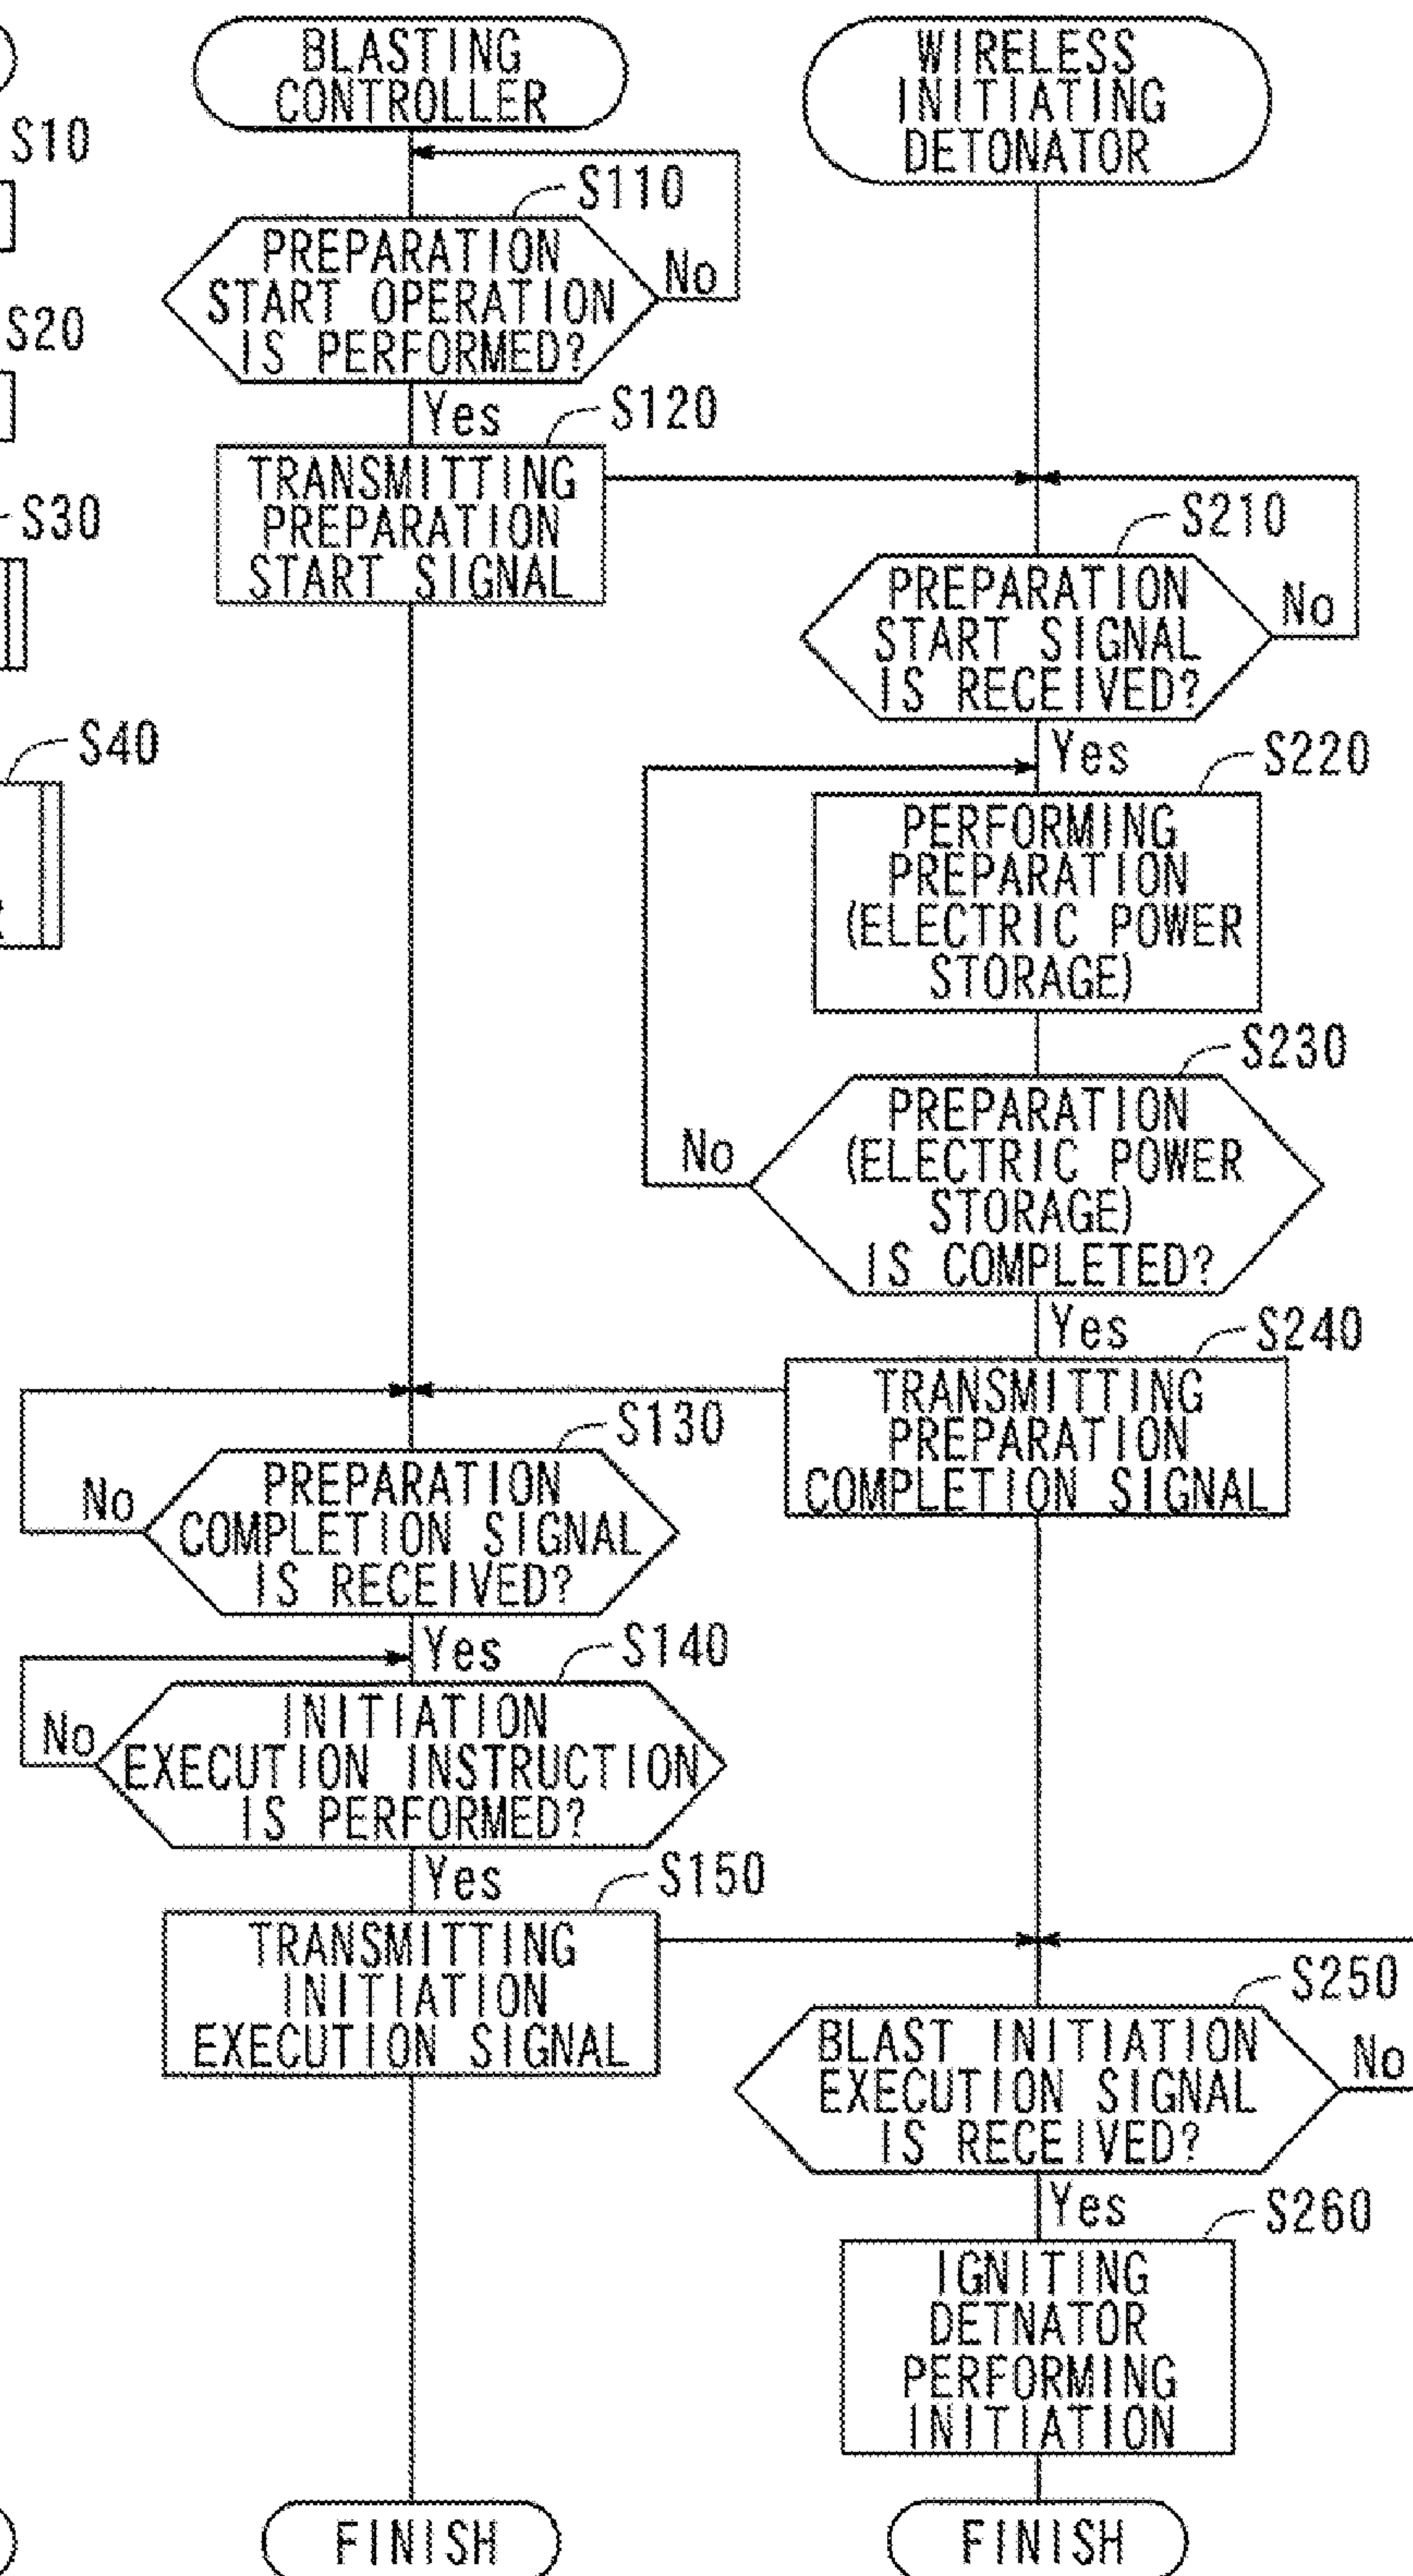 S10
S20
S30
S40
BLASTING
CONTROLLER
S110
PREPARATION
START OPERATION
IS PERFORMED?
No
Yes
S120
TRANSMITTING
PREPARATION
START SIGNAL
S130
PREPARATION
COMPLETION SIGNAL
IS RECEIVED?
No
Yes
S140
INITIATION
EXECUTION INSTRUCTION
IS PERFORMED?
No
Yes
S150
TRANSMITTING
INITIATION
EXECUTION SIGNAL
FINISH
WIRELESS
INITIATING
DETONATOR
S210
PREPARATION
START SIGNAL
IS RECEIVED?
No
Yes
S220
PERFORMING
PREPARATION
(ELECTRIC POWER
STORAGE)
S230
PREPARATION
(ELECTRIC POWER
STORAGE)
IS COMPLETED?
No
Yes
S240
TRANSMITTING
PREPARATION
COMPLETION SIGNAL
S250
BLAST INITIATION
EXECUTION SIGNAL
IS RECEIVED?
No
Yes
S260
IGNITING
DETNATOR
PERFORMING
INITIATION
FINISH